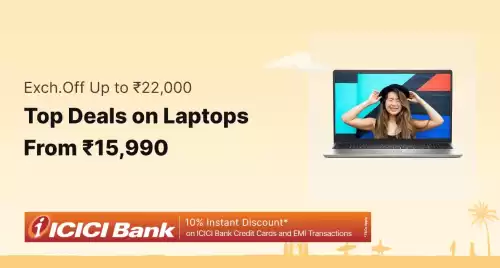 Exch.Off Up to ₹22,000
Top Deals on Laptops
From ₹15,990
ICICI Bank
10% Instant Discount*
on ICICI Bank Credit Cards and EMI Transactions